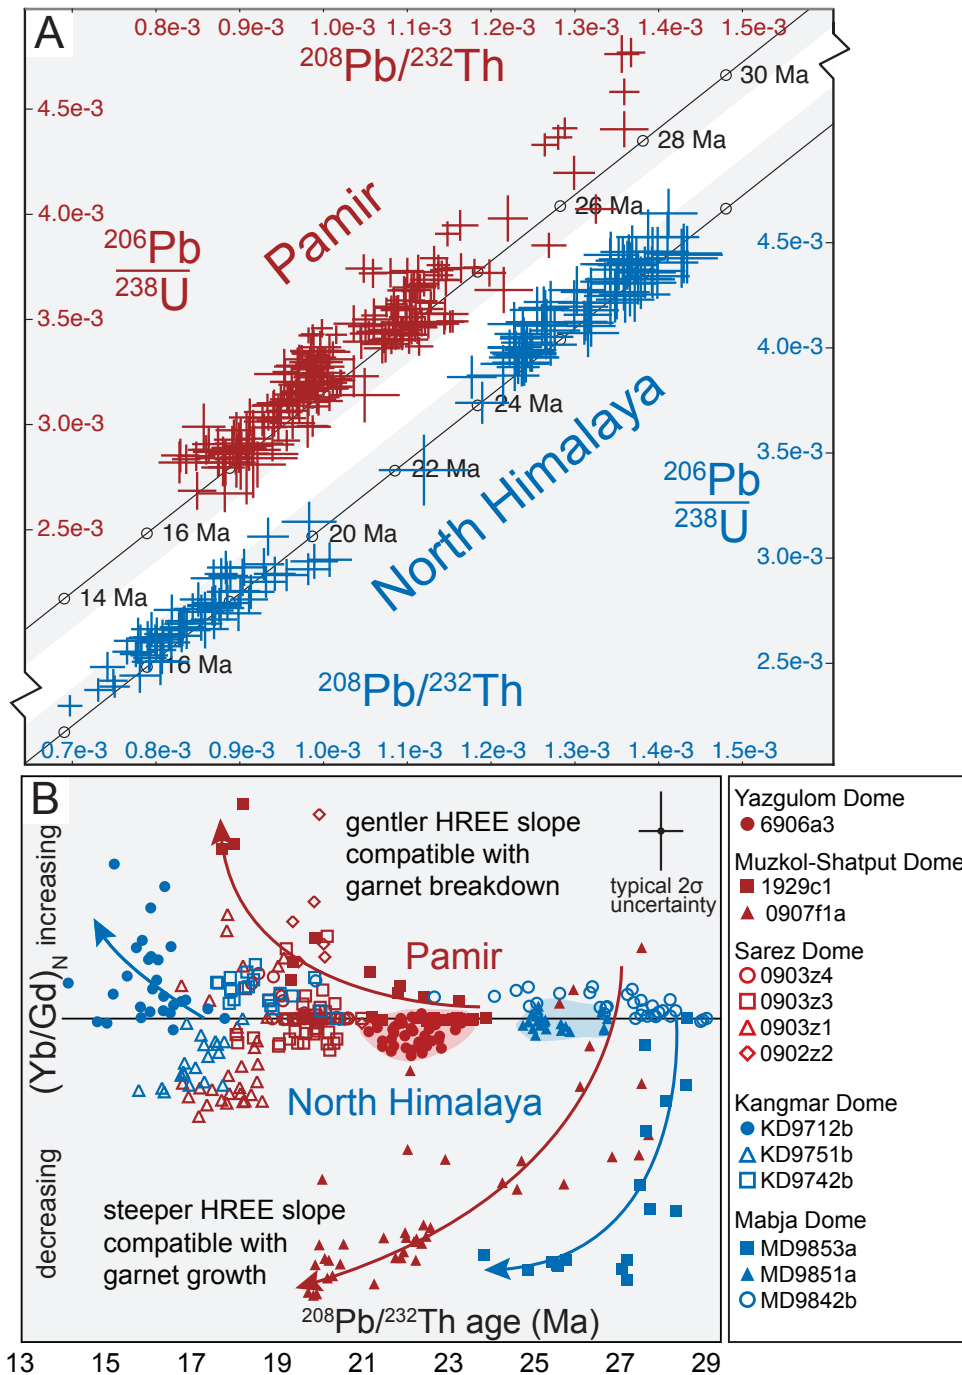 A
0.8e-3 0.9e-3 1.0e-3 1.1e-3 1.2e-3 1.3e-3 1.4e-3 1.5e-3
²⁰⁸Pb/²³²Th
30 Ma
4.5e-3
28 Ma
26 Ma
4.0e-3
Pamir
²⁰⁶Pb
²³⁸U
4.5e-3
3.5e-3
4.0e-3
24 Ma
3.0e-3
22 Ma
3.5e-3
North Himalaya
²⁰⁶Pb
²³⁸U
2.5e-3
16 Ma
20 Ma
3.0e-3
14 Ma
16 Ma
2.5e-3
²⁰⁸Pb/²³²Th
0.7e-3 0.8e-3 0.9e-3 1.0e-3 1.1e-3 1.2e-3 1.3e-3 1.4e-3 1.5e-3
B
gentler HREE slope
compatible with
garnet breakdown
typical 2σ
uncertainty
increasing
(Yb/Gd)N
decreasing
Pamir
North Himalaya
steeper HREE slope
compatible with
garnet growth
²⁰⁸Pb/²³²Th age (Ma)
13 15 17 19 21 23 25 27 29
Yazgulom Dome
6906a3
Muzkol-Shatput Dome
1929c1
0907f1a
Sarez Dome
0903z4
0903z3
0903z1
0902z2
Kangmar Dome
KD9712b
KD9751b
KD9742b
Mabja Dome
MD9853a
MD9851a
MD9842b